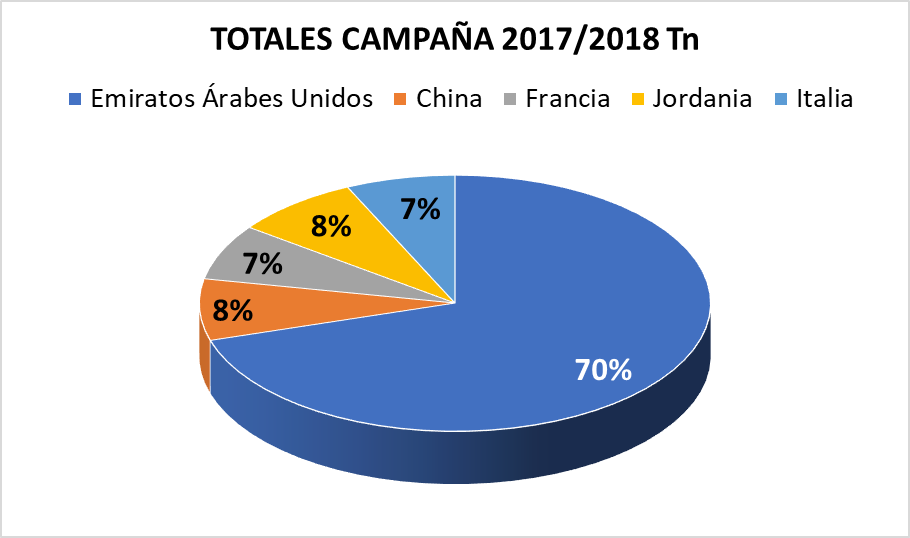 TOTALES CAMPAÑA 2017/2018 Tn
Emiratos Árabes Unidos China Francia Jordania Italia
7%
8%
7%
8%
70%